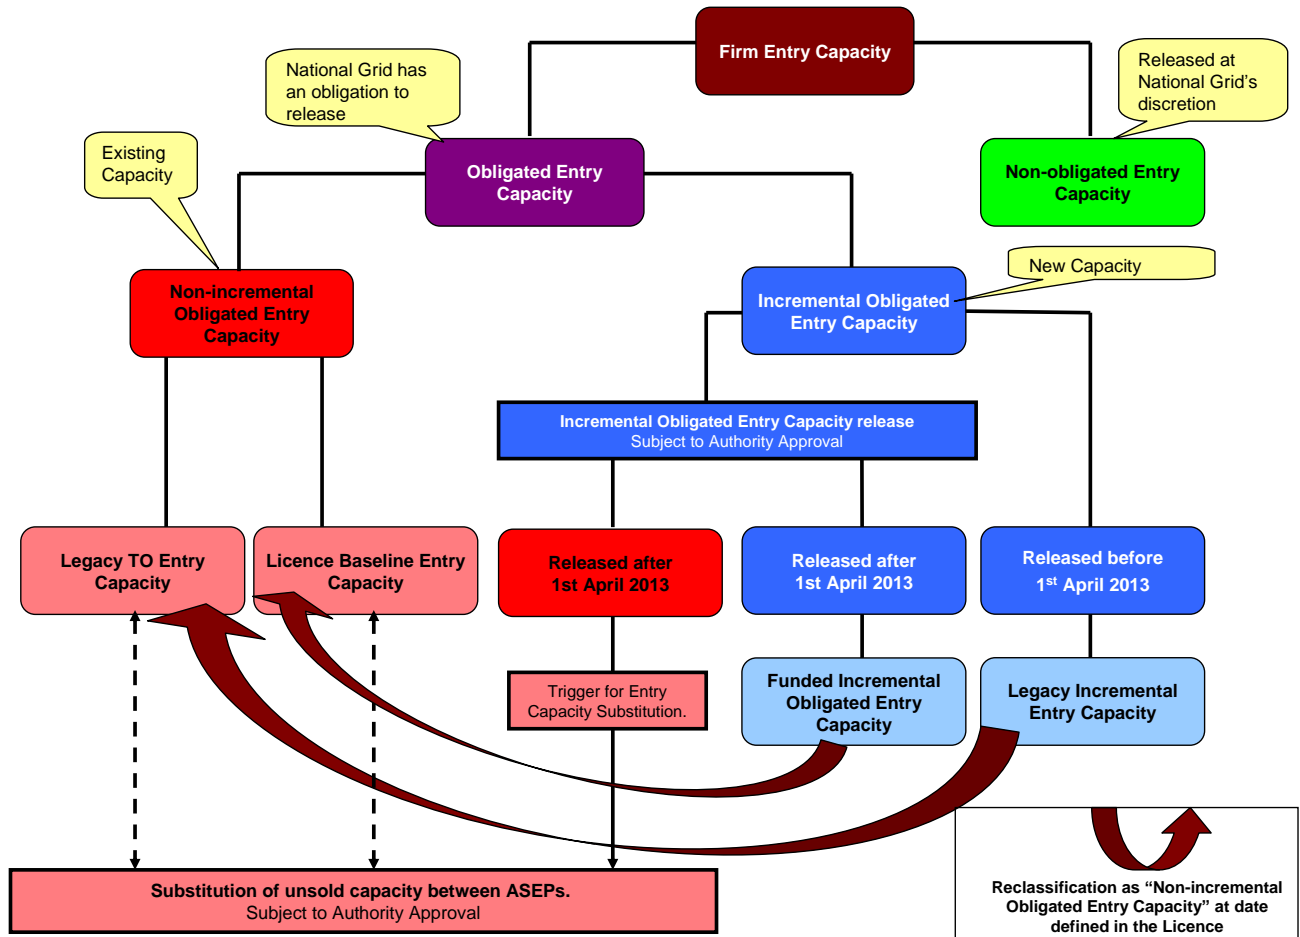 Firm Entry Capacity
National Grid has
an obligation to
release
Released at
National Grid's
discretion
Existing
Capacity
Obligated Entry
Capacity
Non-obligated Entry
Capacity
New Capacity
Non-incremental
Obligated Entry
Capacity
Incremental Obligated
Entry Capacity
Incremental Obligated Entry Capacity release
Subject to Authority Approval
Legacy TO Entry
Capacity
Licence Baseline Entry
Capacity
Released after
1st April 2013
Released after
1st April 2013
Released before
1st April 2013
Trigger for Entry
Capacity Substitution.
Funded Incremental
Obligated Entry
Capacity
Legacy Incremental
Entry Capacity
Substitution of unsold capacity between ASEPs.
Subject to Authority Approval
Reclassification as “Non-incremental
Obligated Entry Capacity” at date
defined in the Licence